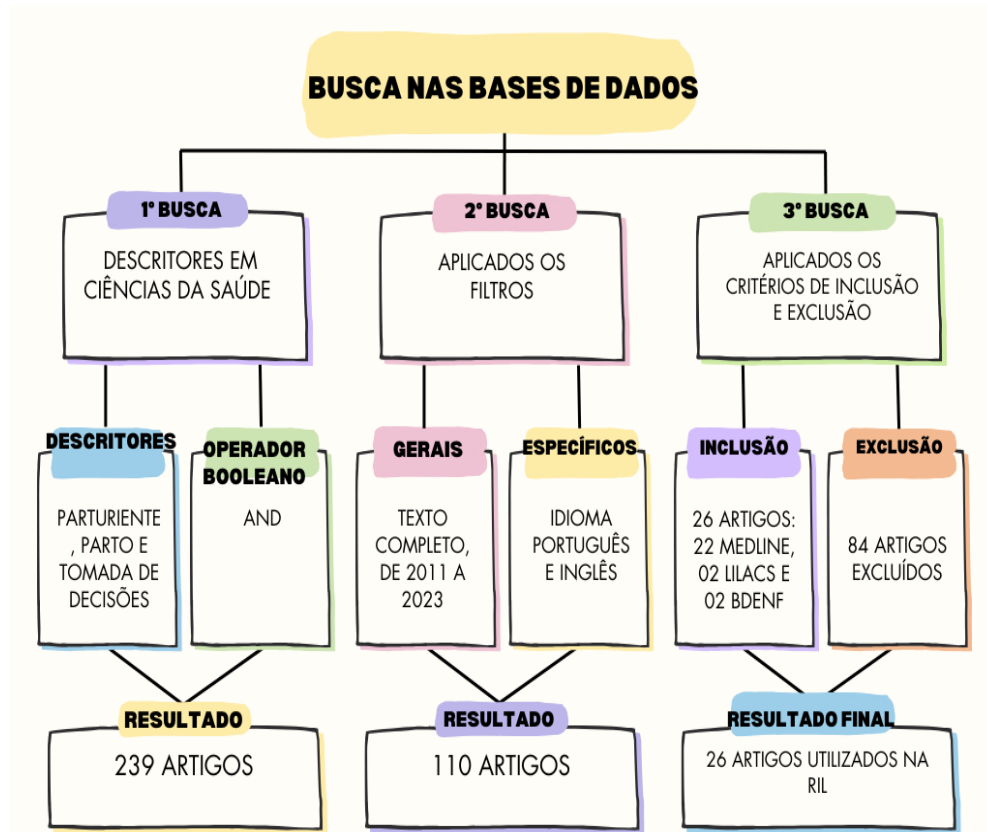 BUSCA NAS BASES DE DADOS
1º BUSCA
DESCRITORES EM
CIÊNCIAS DA SAÚDE
2º BUSCA
APLICADOS OS
FILTROS
3º BUSCA
APLICADOS OS
CRITÉRIOS DE INCLUSÃO
E EXCLUSÃO
DESCRITORES
PARTURIENTE
, PARTO E
TOMADA DE
DECISÕES
OPERADOR
BOOLEANO
AND
GERAIS
TEXTO
COMPLETO,
DE 2011 A
2023
ESPECÍFICOS
IDIOMA
PORTUGUÊS
E INGLÊS
INCLUSÃO
26 ARTIGOS:
22 MEDLINE,
02 LILACS E
02 BDENF
EXCLUSÃO
84 ARTIGOS
EXCLUÍDOS
RESULTADO
239 ARTIGOS
RESULTADO
110 ARTIGOS
RESULTADO FINAL
26 ARTIGOS UTILIZADOS NA
RIL